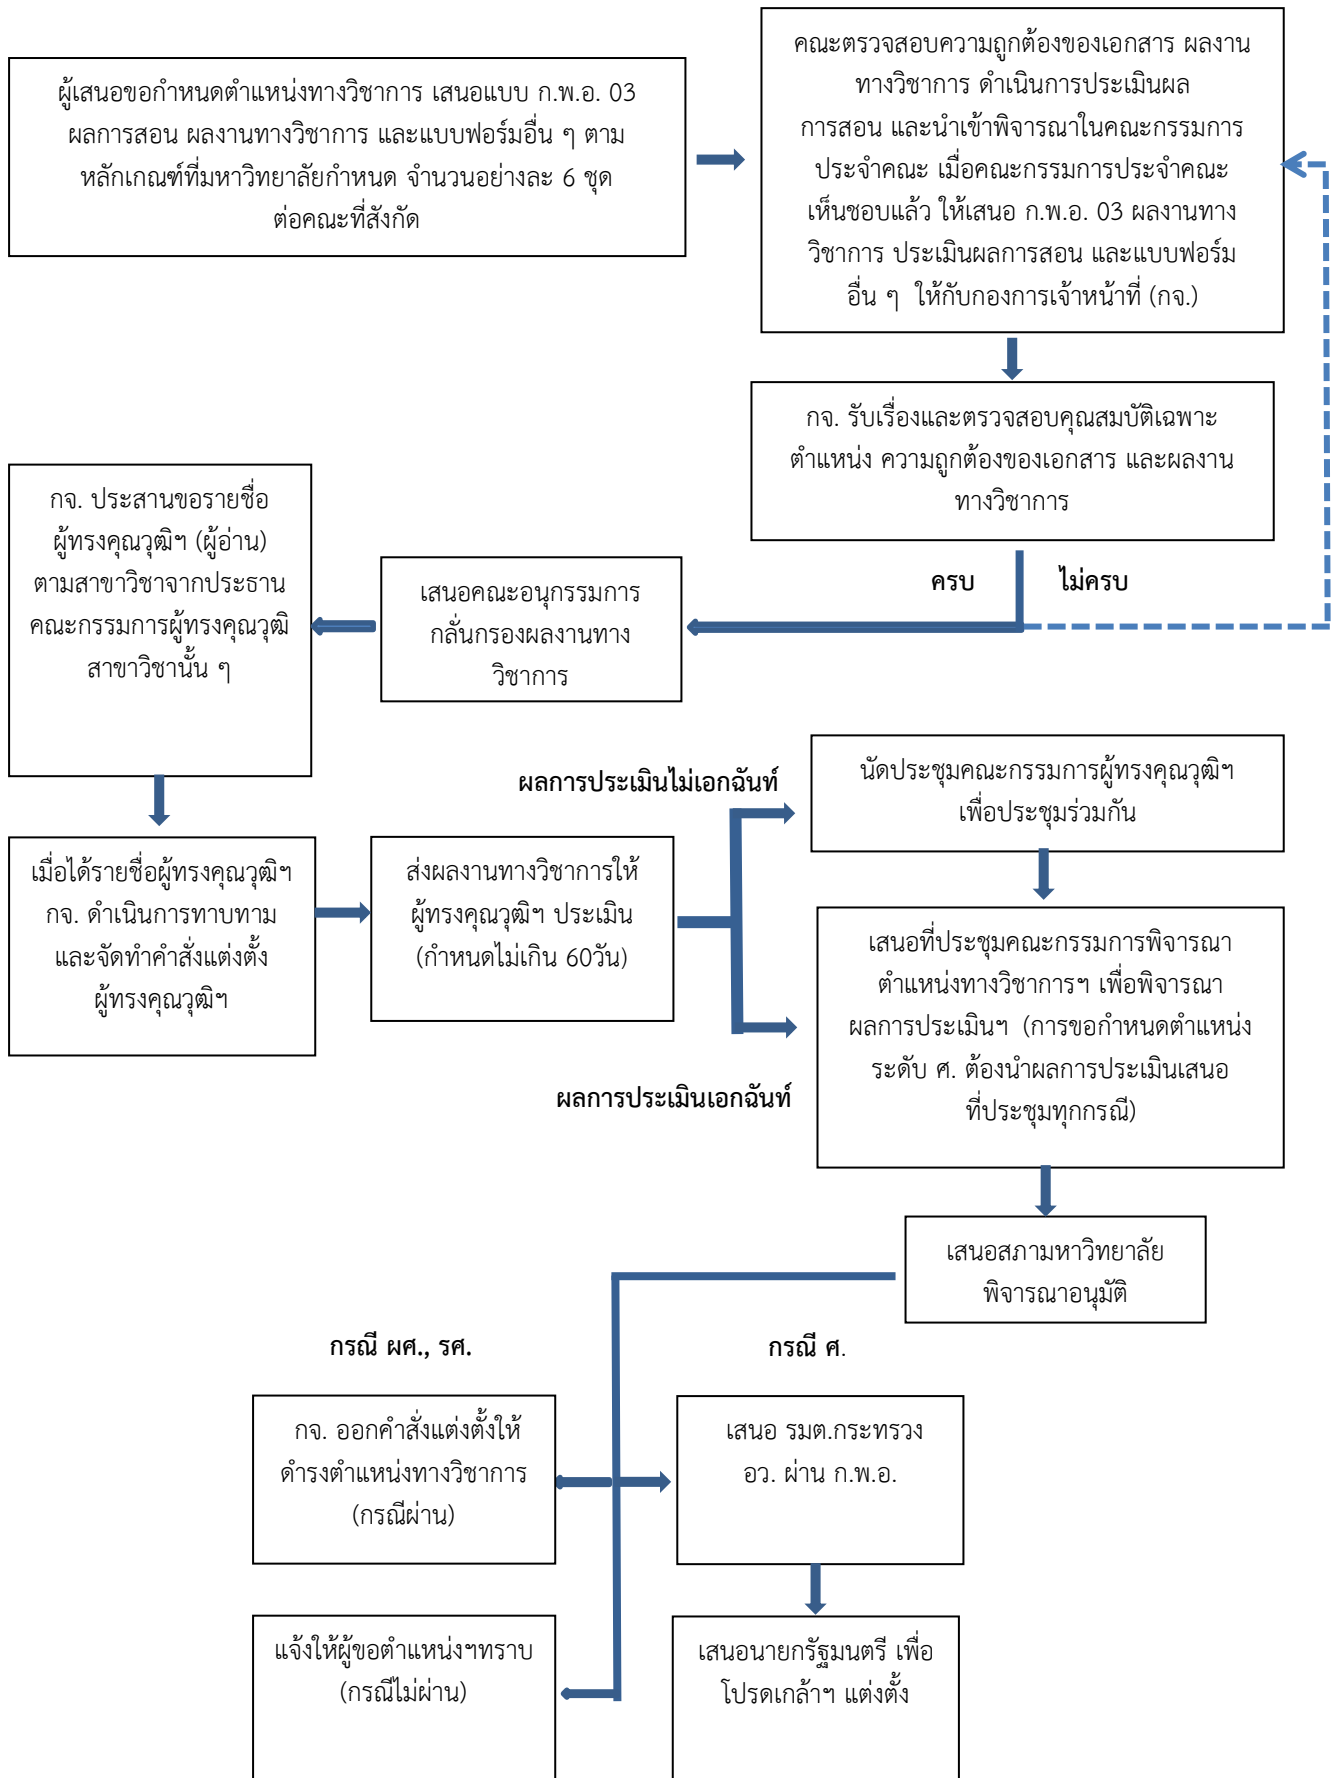 ผู้เสนอขอกำหนดตำแหน่งทางวิชาการ เสนอแบบ ก.พ.อ. 03
ผลการสอน ผลงานทางวิชาการ และแบบฟอร์มอื่น ๆ ตาม
หลักเกณฑ์ที่มหาวิทยาลัยกำหนด จำนวนอย่างละ 6 ชุด
ต่อคณะที่สังกัด
คณะตรวจสอบความถูกต้องของเอกสาร ผลงาน
ทางวิชาการ ดำเนินการประเมินผล
การสอน และนำเข้าพิจารณาในคณะกรรมการ
ประจำคณะ เมื่อคณะกรรมการประจำคณะ
เห็นชอบแล้ว ให้เสนอ ก.พ.อ. 03 ผลงานทาง
วิชาการ ประเมินผลการสอน และแบบฟอร์ม
อื่น ๆ ให้กับกองการเจ้าหน้าที่ (กจ.)
กจ. รับเรื่องและตรวจสอบคุณสมบัติเฉพาะ
ตำแหน่ง ความถูกต้องของเอกสาร และผลงาน
ทางวิชาการ
ครบ
ไม่ครบ
เสนอคณะอนุกรรมการ
กลั่นกรองผลงานทาง
วิชาการ
กจ. ประสานขอรายชื่อ
ผู้ทรงคุณวุฒิฯ (ผู้อ่าน)
ตามสาขาวิชาจากประธาน
คณะกรรมการผู้ทรงคุณวุฒิ
สาขาวิชานั้น ๆ
เมื่อได้รายชื่อผู้ทรงคุณวุฒิฯ
กจ. ดำเนินการทาบทาม
และจัดทำคำสั่งแต่งตั้ง
ผู้ทรงคุณวุฒิฯ
ส่งผลงานทางวิชาการให้
ผู้ทรงคุณวุฒิฯ ประเมิน
(กำหนดไม่เกิน 60วัน)
ผลการประเมินไม่เอกฉันท์
นัดประชุมคณะกรรมการผู้ทรงคุณวุฒิฯ
เพื่อประชุมร่วมกัน
ผลการประเมินเอกฉันท์
เสนอที่ประชุมคณะกรรมการพิจารณา
ตำแหน่งทางวิชาการฯ เพื่อพิจารณา
ผลการประเมินฯ (การขอกำหนดตำแหน่ง
ระดับ ศ. ต้องนำผลการประเมินเสนอ
ที่ประชุมทุกกรณี)
เสนอสภามหาวิทยาลัย
พิจารณาอนุมัติ
กรณี ผศ., รศ.
กรณี ศ.
กจ. ออกคำสั่งแต่งตั้งให้
ดำรงตำแหน่งทางวิชาการ
(กรณีผ่าน)
เสนอ รมต.กระทรวง
อว. ผ่าน ก.พ.อ.
แจ้งให้ผู้ขอตำแหน่งฯทราบ
(กรณีไม่ผ่าน)
เสนอนายกรัฐมนตรี เพื่อ
โปรดเกล้าฯ แต่งตั้ง